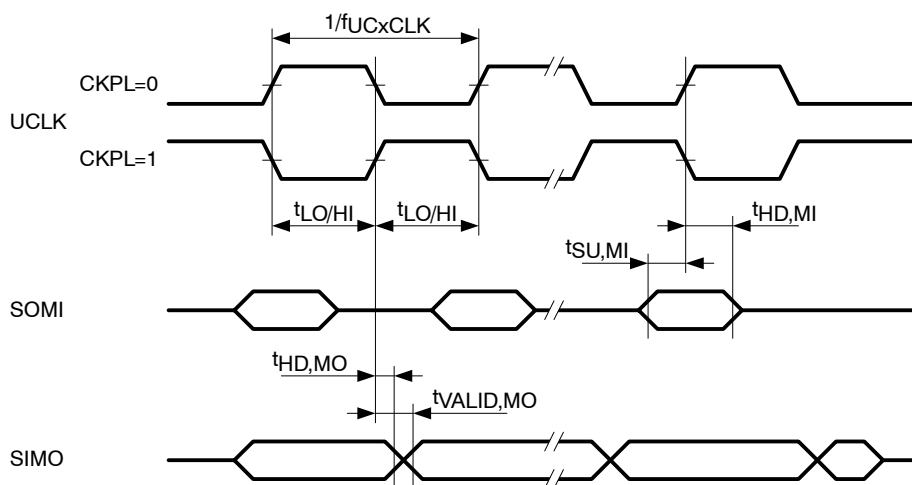 1/fUCxCLK
CKPL=0
UCLK
CKPL=1
tLO/HI tLO/HI tHD,MI
tSU,MI
SOMI
tHD,MO
tVALID,MO
SIMO